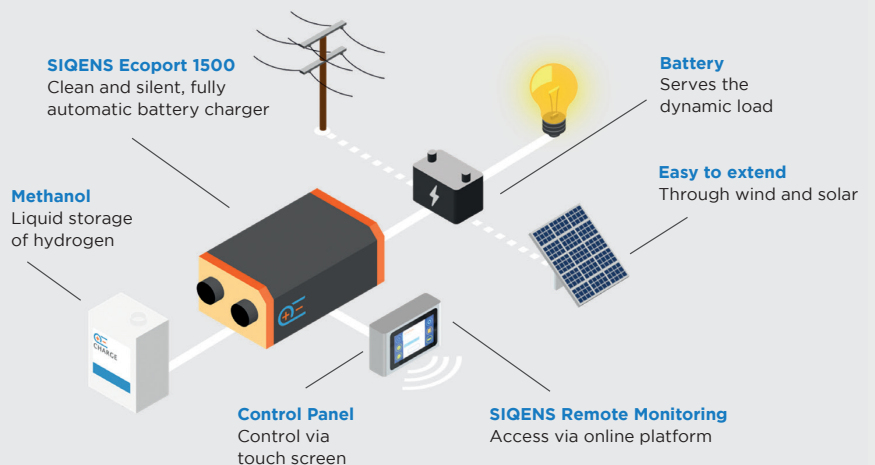 SIQENS Ecoport 1500
Clean and silent, fully
automatic battery charger
Battery
Serves the
dynamic load
Easy to extend
Through wind and solar
Methanol
Liquid storage
of hydrogen
CHARGE
Control Panel
Control via
touch screen
SIQENS Remote Monitoring
Access via online platform